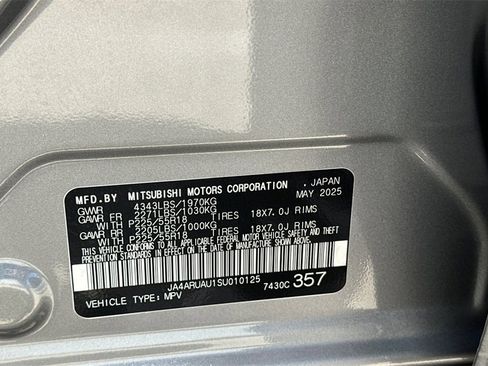 MFD.BY MITSUBISHI MOTORS CORPORATION , JAPAN
GVWR 4343LBS/1970KG MAY 2025
GAWR FR 2271LBS/1030KG
WITH P225/55R18 TIRES 18X7.0J RIMS
GAWR RR 2205LBS/1000KG
WITH P225/55R18 TIRES 18X7.0J RIMS
THIS VEHICLE CONFORMS TO ALL APPLICABLE FEDERAL MOTOR VEHICLE SAFETY AND
THEFT PREVENTION STANDARDS IN EFFECT ON THE DATE OF MANUFACTURE SHOWN ABOVE.
JA4ARUAU1SU010125 7430C 357
VEHICLE TYPE: MPV